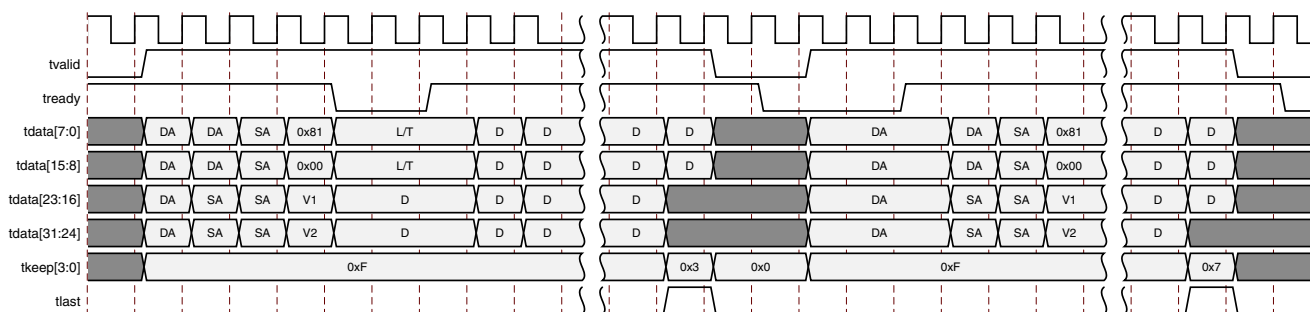 tvalid
tready
tdata[7:0] DA DA SA 0x81 L/T D D D D DA DA SA 0x81 D D
tdata[15:8] DA DA SA 0x00 L/T D D D D DA DA SA 0x00 D D
tdata[23:16] DA SA SA V1 D D D D DA SA SA V1 D D
tdata[31:24] DA SA SA V2 D D D D DA SA SA V2 D
tkeep[3:0] 0xF 0x3 0x0 0xF 0x7
tlast